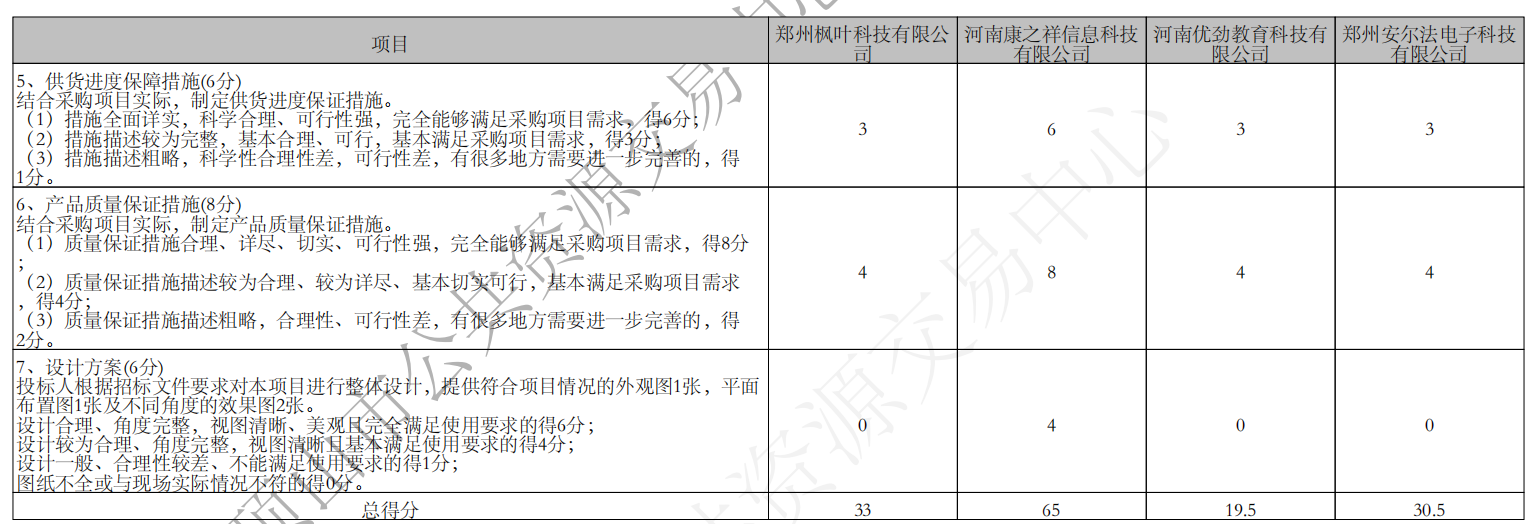 项目
郑州枫叶科技有限公
司
河南康之祥信息科技
有限公司
河南优劲教育科技有
限公司
郑州安尔法电子科技
有限公司
5、供货进度保障措施(6分)
结合采购项目实际，制定供货进度保证措施。
（1）措施全面详实，科学合理、可行性强，完全能够满足采购项目需求，得6分；
（2）措施描述较为完整，基本合理、可行，基本满足采购项目需求，得3分；
（3）措施描述粗略，科学性合理性差，可行性差，有很多地方需要进一步完善的，得
1分。
3
6
3
3
6、产品质量保证措施(8分)
结合采购项目实际，制定产品质量保证措施。
（1）质量保证措施合理、详尽、切实、可行性强，完全能够满足采购项目需求，得8分
；
（2）质量保证措施描述较为合理、较为详尽、基本切实可行，基本满足采购项目需求
，得4分；
（3）质量保证措施描述粗略，合理性、可行性差，有很多地方需要进一步完善的，得
2分。
4
8
4
4
7、设计方案(6分)
投标人根据招标文件要求对本项目进行整体设计，提供符合项目情况的外观图1张，平面
布置图1张及不同角度的效果图2张。
设计合理、角度完整，视图清晰、美观且完全满足使用要求的得6分；
设计较为合理、角度完整，视图清晰且基本满足使用要求的得4分；
设计一般、合理性较差、不能满足使用要求的得1分；
图纸不全或与现场实际情况不符的得0分。
0
4
0
0
总得分
33
65
19.5
30.5
顶山市公共资源交易中心
资源交易中心